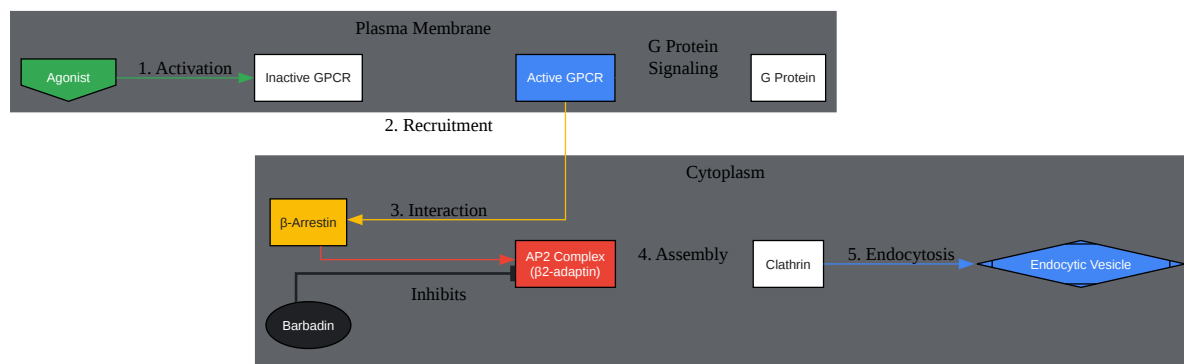 Plasma Membrane
Agonist
1. Activation
Inactive GPCR
Active GPCR
G Protein
Signaling
G Protein
2. Recruitment
Cytoplasm
β-Arrestin
3. Interaction
AP2 Complex
(β2-adaptin)
4. Assembly
Clathrin
5. Endocytosis
Endocytic Vesicle
Inhibits
Barbadin